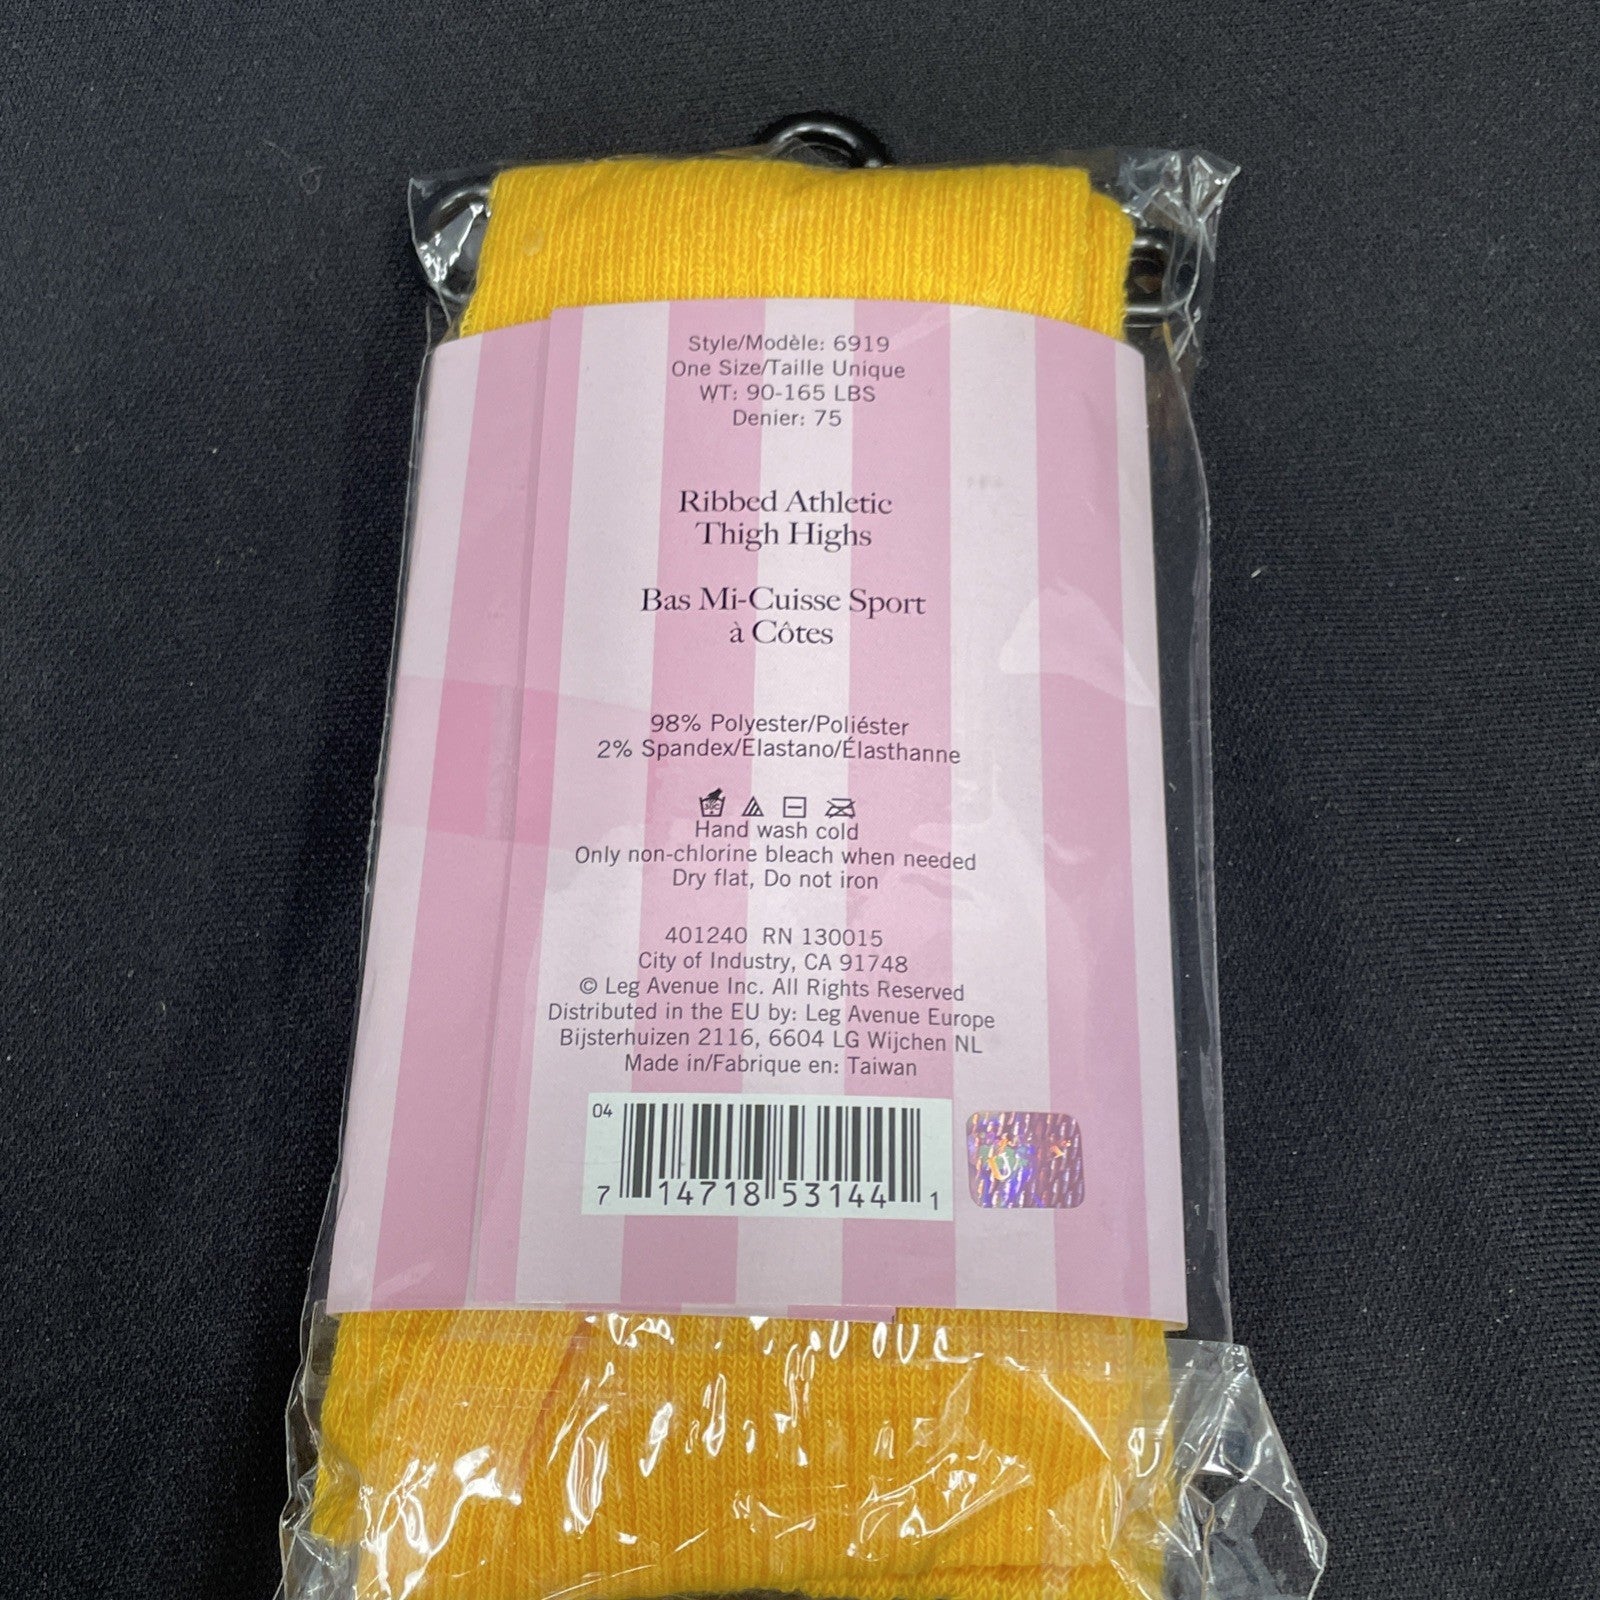 Style/Modèle: 6919
One Size/Taille Unique
WT: 90-165 LBS
Denier: 75
Ribbed Athletic
Thigh Highs
Bas Mi-Cuisse Sport
à Côtes
98% Polyester/Poliéster
2% Spandex/Elastano/Élasthanne
30C
Hand wash cold
Only non-chlorine bleach when needed
Dry flat, Do not iron
401240 RN 130015
City of Industry, CA 91748
© Leg Avenue Inc. All Rights Reserved
Distributed in the EU by: Leg Avenue Europe
Bijsterhuizen 2116, 6604 LG Wijchen NL
Made in/Fabrique en: Taiwan
04
7 14718 53144 1